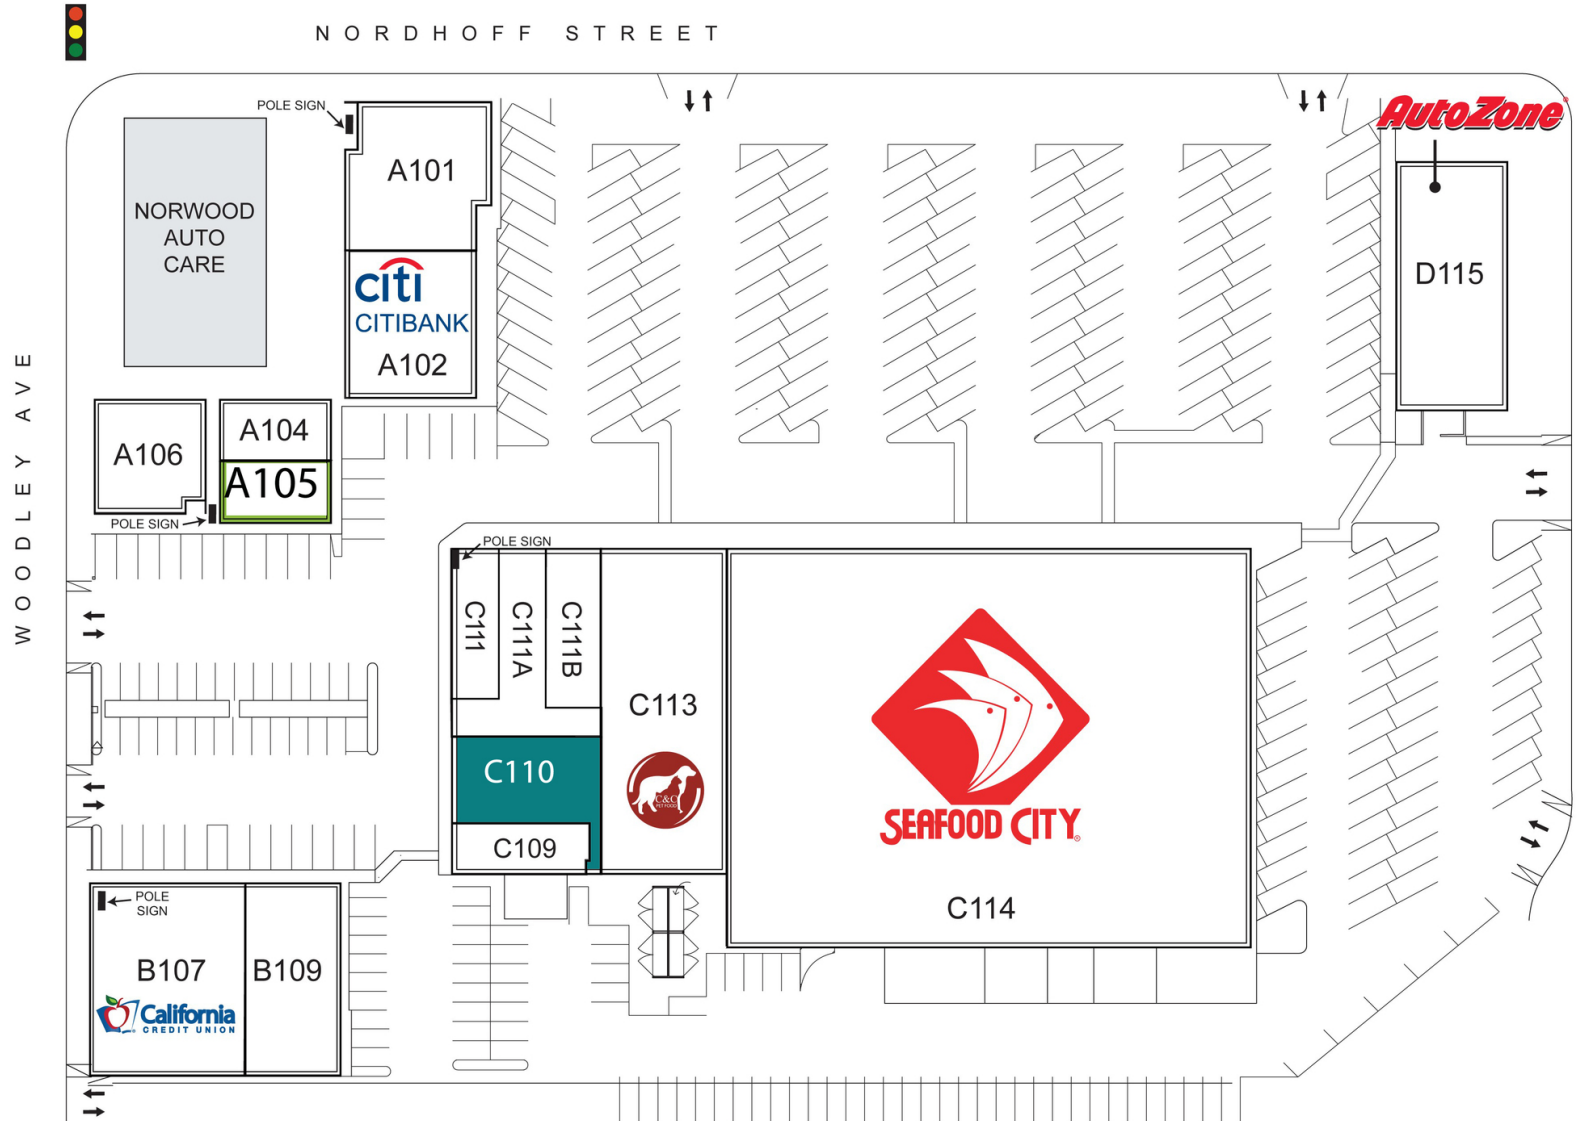 NORDHOFF STREET
POLE SIGN
AutoZone
A101
NORWOOD
AUTO
CARE
citi
CITIBANK
A102
D115
WOODLEY AVE
A106
A104
A105
POLE SIGN
POLE SIGN
C111
C111A
C111B
C113
C110
C&C
PET FOOD
SEAFOOD CITY
C109
C114
POLE
SIGN
B107
B109
California
CREDIT UNION